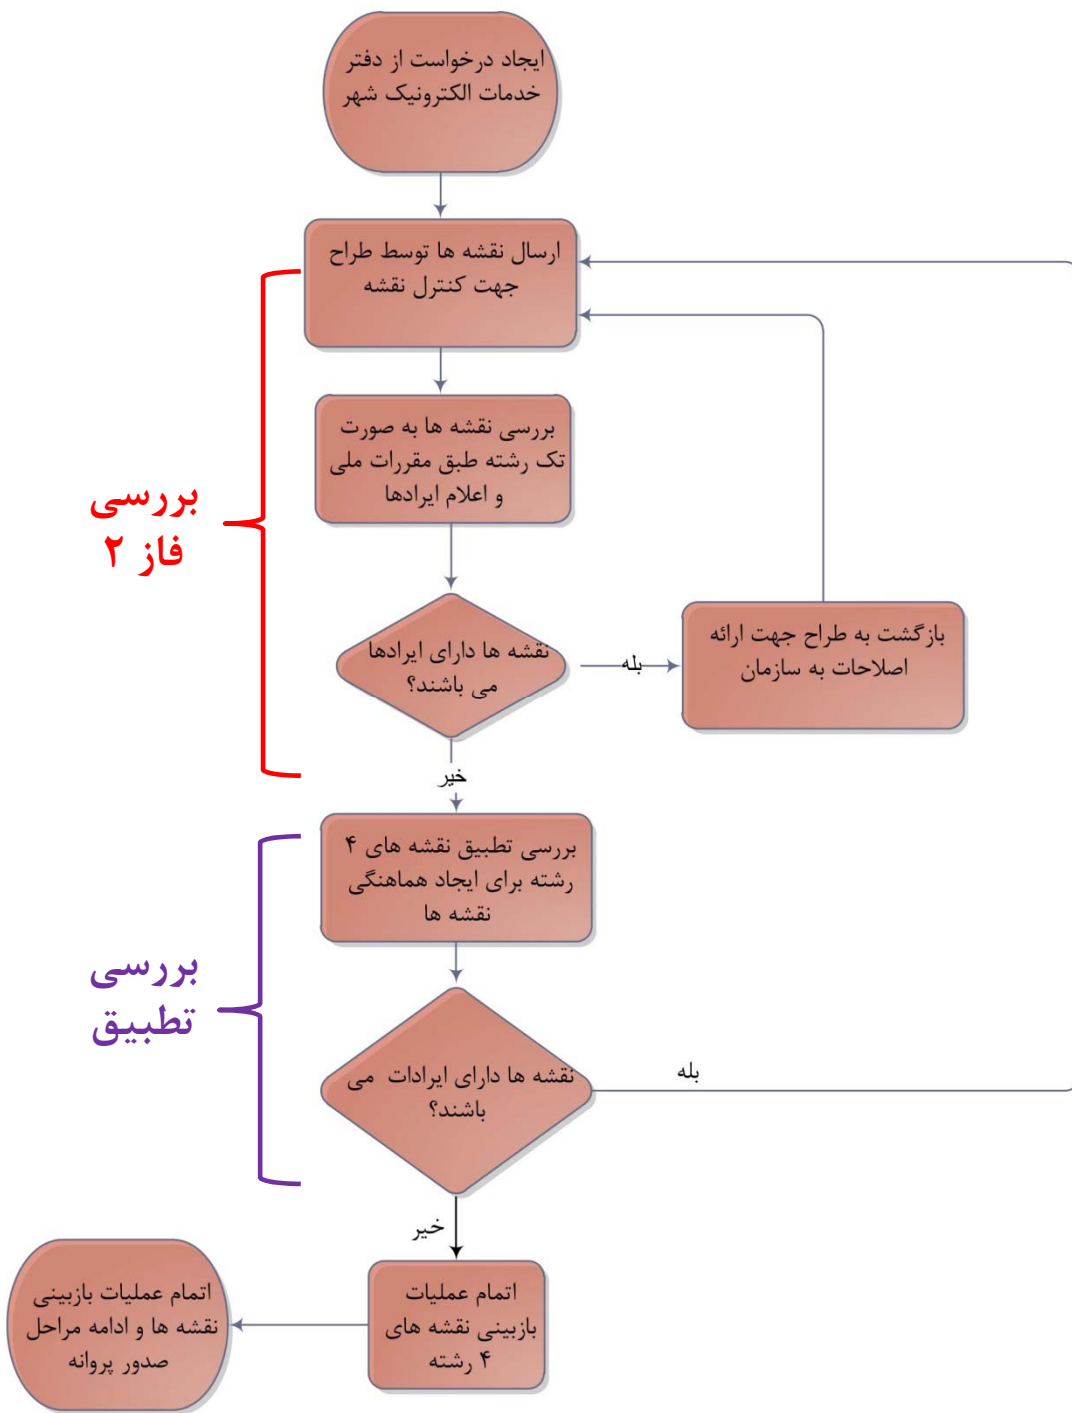 ایجاد درخواست از دفتر
خدمات الکترونیک شهر
ارسال نقشه ها توسط طراح
جهت کنترل نقشه
بررسی نقشه ها به صورت
تک رشته طبق مقررات ملی
و اعلام ایرادها
بررسی
فاز ۲
نقشه ها دارای ایرادها
می باشند؟
بله
بازگشت به طراح جهت ارائه
اصلاحات به سازمان
خیر
بررسی تطبیق نقشه های ۴
رشته برای ایجاد هماهنگی
نقشه ها
بررسی
تطبیق
نقشه ها دارای ایرادات می
باشند؟
بله
خیر
اتمام عملیات
بازبینی نقشه های
۴ رشته
اتمام عملیات بازبینی
نقشه ها و ادامه مراحل
صدور پروانه